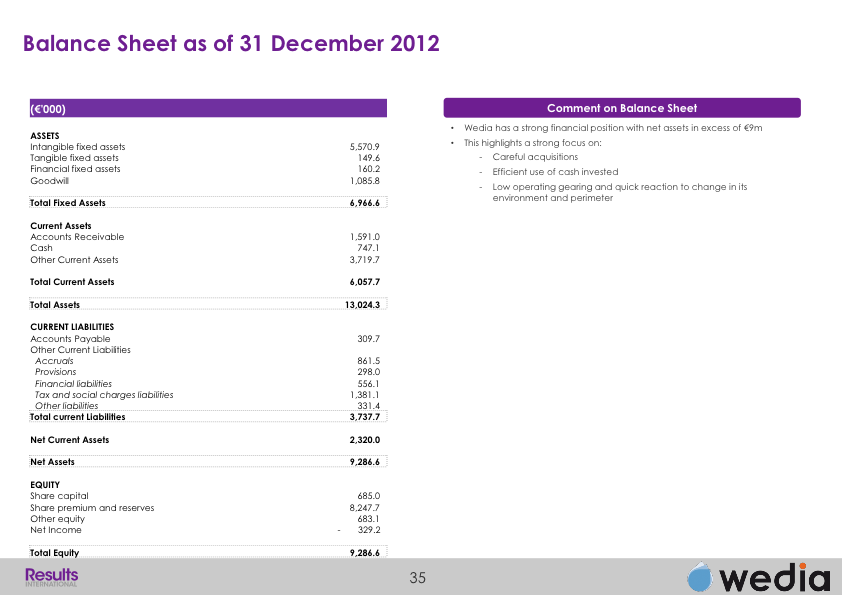 Balance Sheet as of 31 December 2012
(€'000)
ASSETS
Intangible fixed assets 5,570.9
Tangible fixed assets 149.6
Financial fixed assets 160.2
Goodwill 1,085.8
Total Fixed Assets 6,966.6
Current Assets
Accounts Receivable 1,591.0
Cash 747.1
Other Current Assets 3,719.7
Total Current Assets 6,057.7
Total Assets 13,024.3
CURRENT LIABILITIES
Accounts Payable 309.7
Other Current Liabilities
Accruals 861.5
Provisions 298.0
Financial liabilities 556.1
Tax and social charges liabilities 1,381.1
Other liabilities 331.4
Total current Liabilities 3,737.7
Net Current Assets 2,320.0
Net Assets 9,286.6
EQUITY
Share capital 685.0
Share premium and reserves 8,247.7
Other equity 683.1
Net Income - 329.2
Total Equity 9,286.6
Comment on Balance Sheet
• Wedia has a strong financial position with net assets in excess of €9m
• This highlights a strong focus on:
- Careful acquisitions
- Efficient use of cash invested
- Low operating gearing and quick reaction to change in its
environment and perimeter
Results
INTERNATIONAL
35
wedia